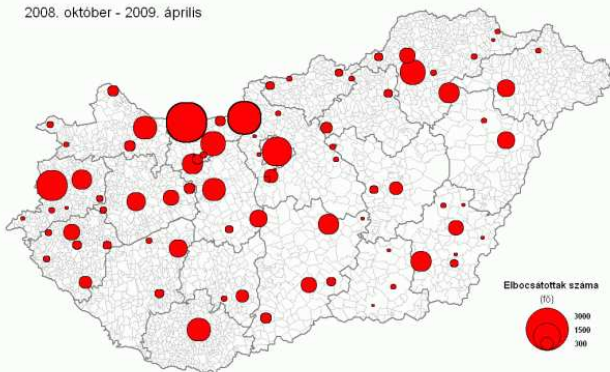 2008. október - 2009. április
Elbocsátottak száma
(fő)
3000
1500
300